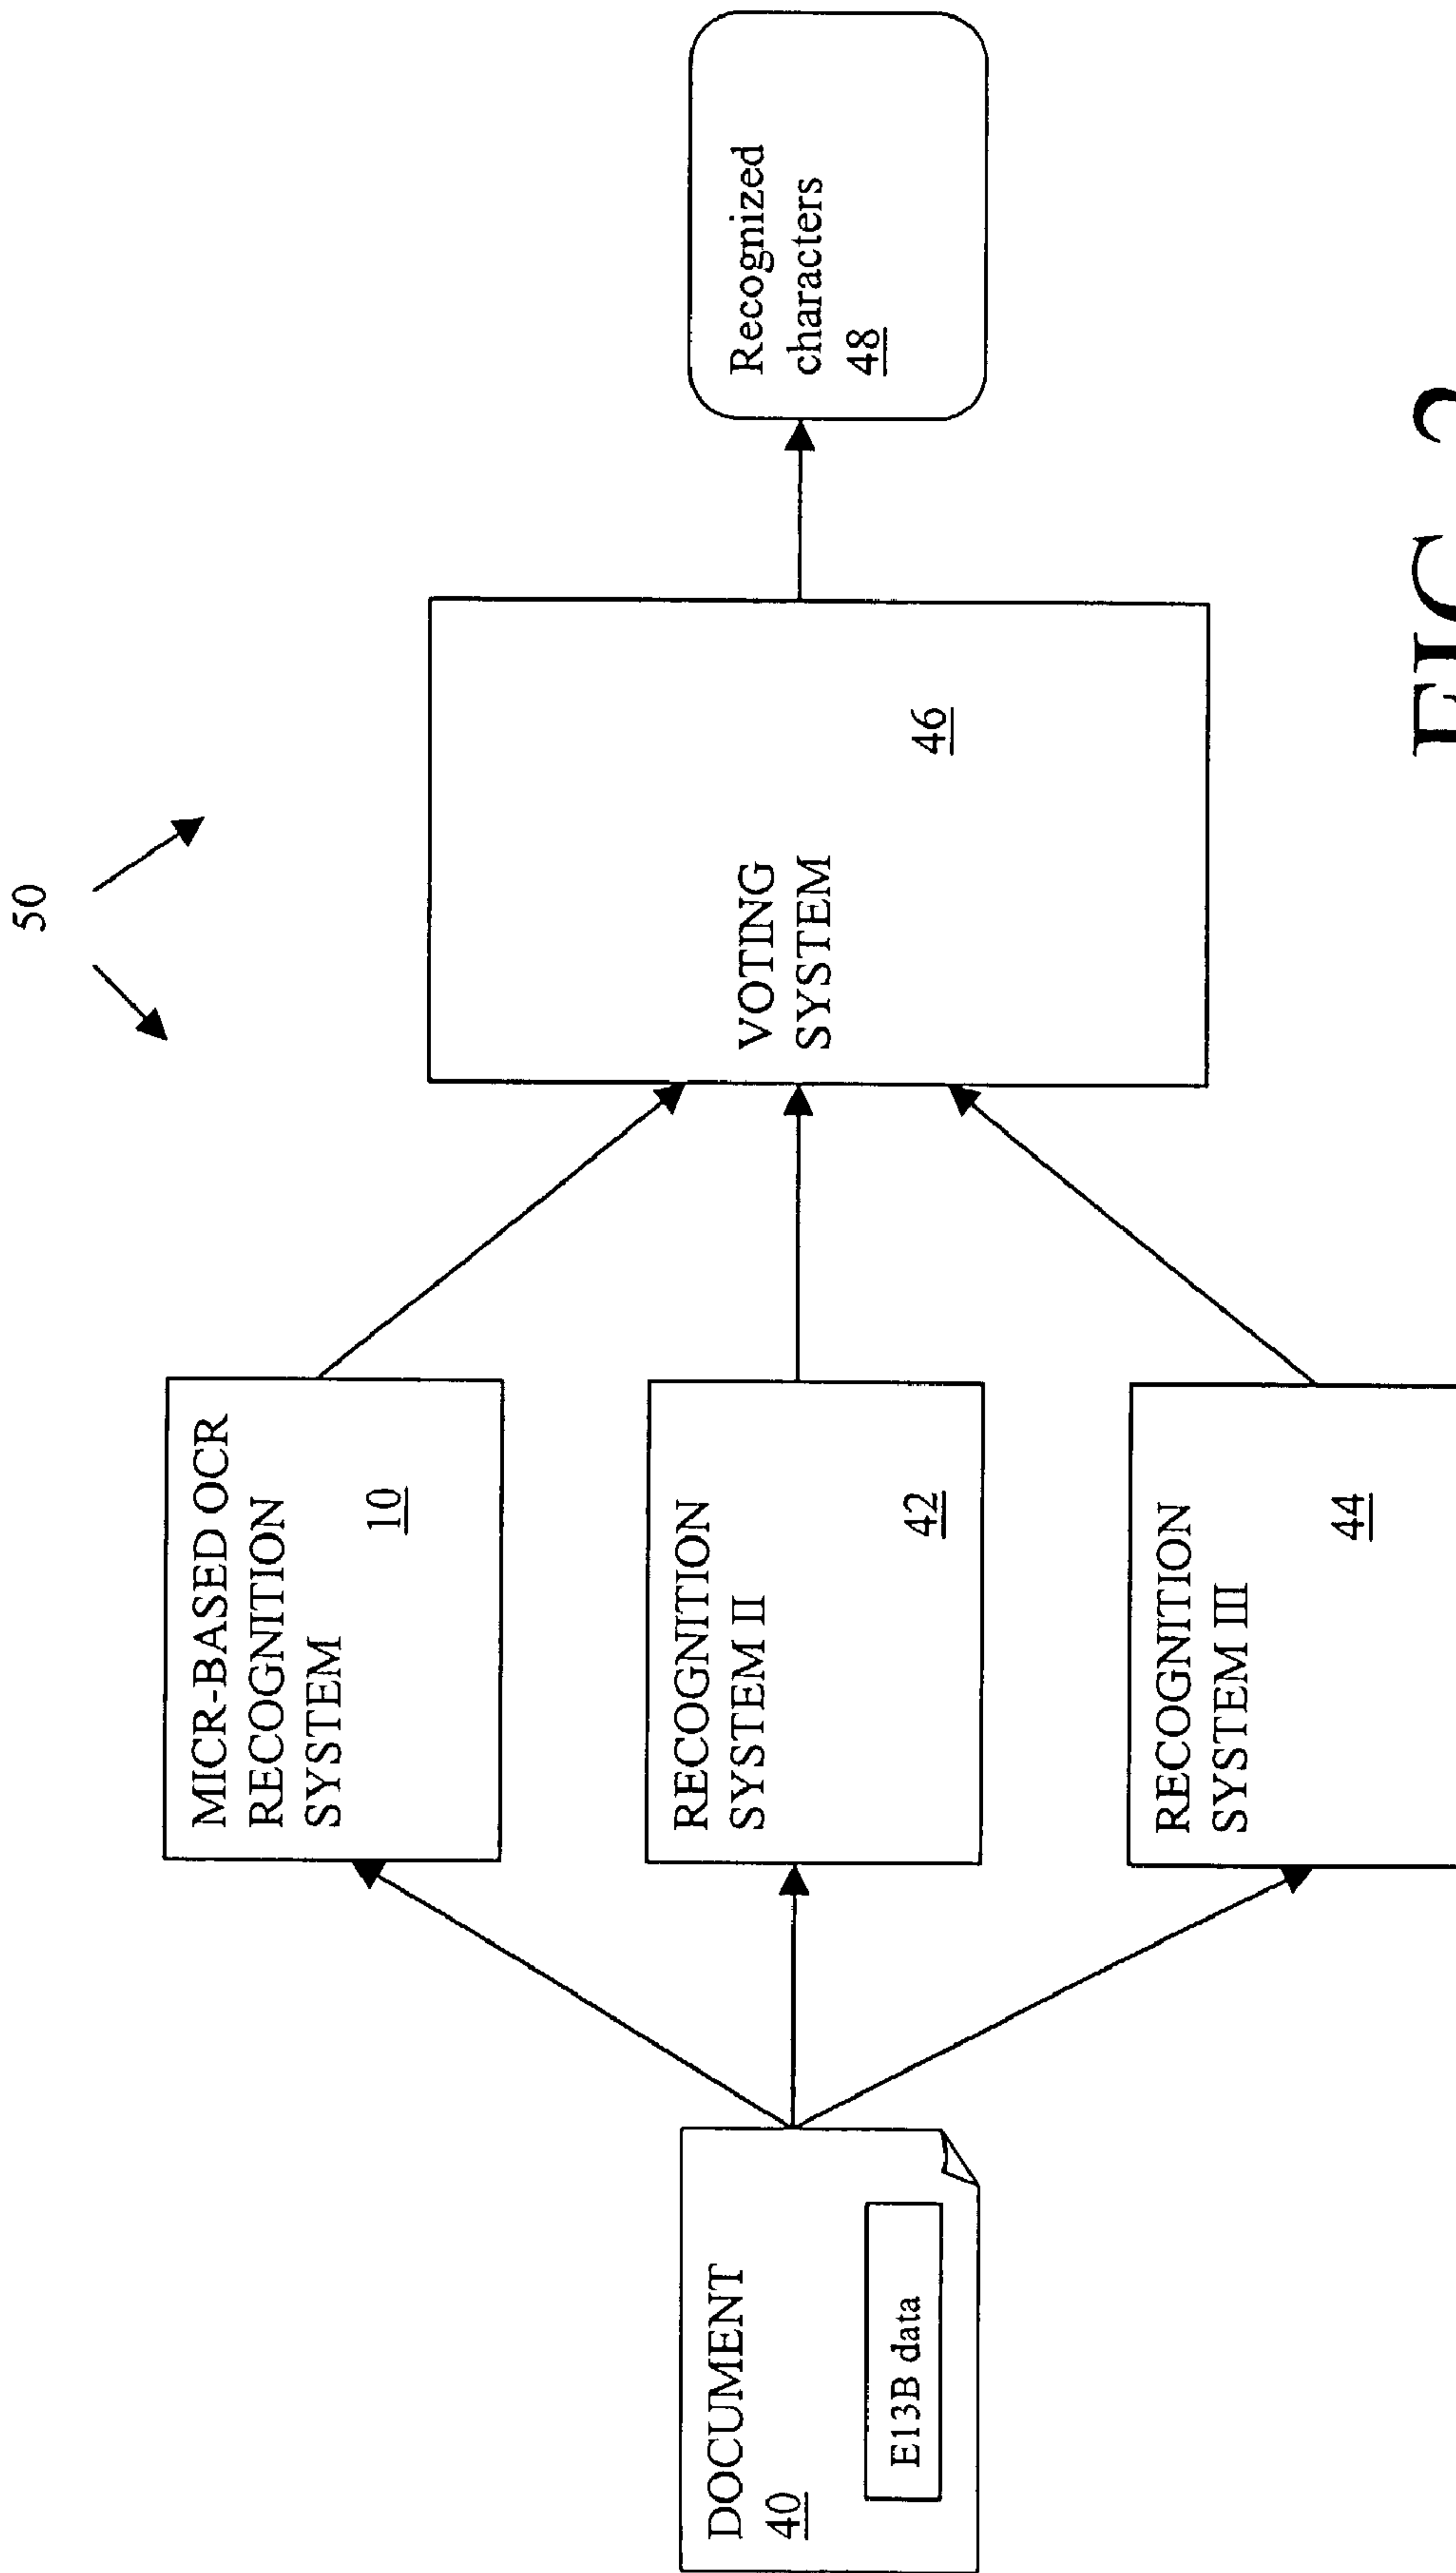 50
MICR-BASED OCR
RECOGNITION
SYSTEM
10
DOCUMENT
40
E13B data
RECOGNITION
SYSTEM II
42
VOTING
SYSTEM
46
Recognized
characters
48
RECOGNITION
SYSTEM III
44
FIG